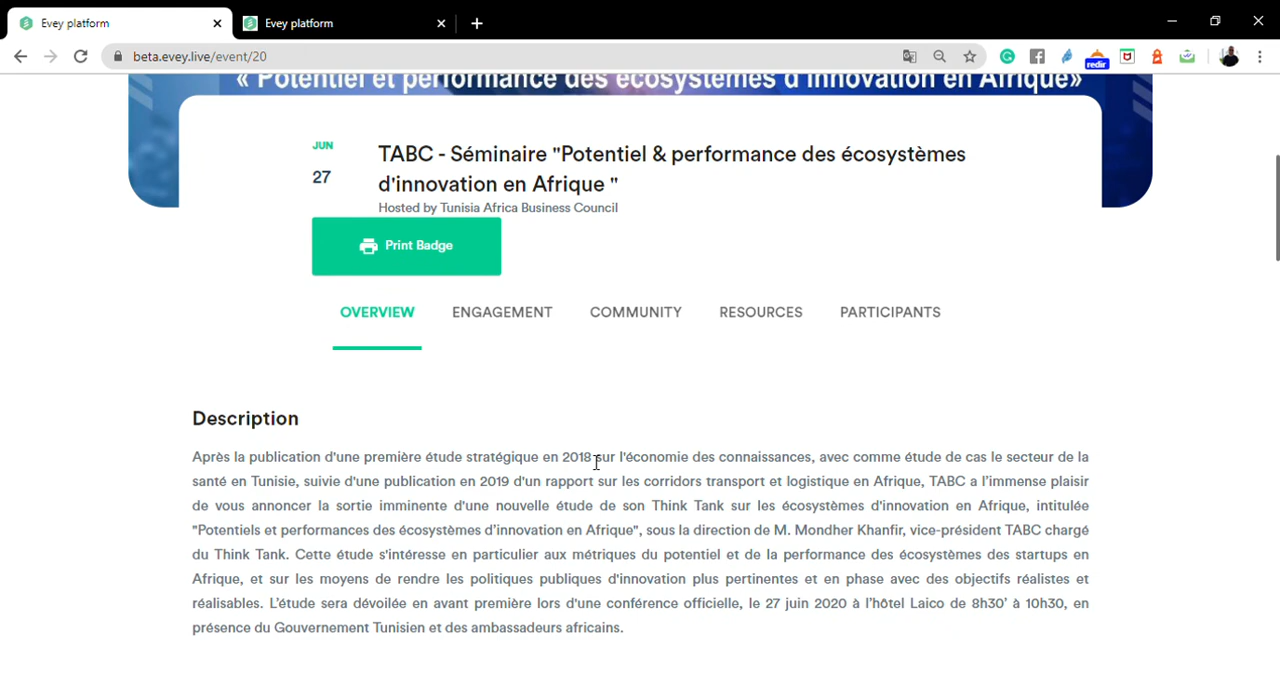 Evey platform
Evey platform
beta.evey.live/event/20
redir
« Potentiel et performance des écosystèmes d'innovation en Afrique»
JUN
27
TABC - Séminaire "Potentiel & performance des écosystèmes
d'innovation en Afrique "
Hosted by Tunisia Africa Business Council
Print Badge
OVERVIEW ENGAGEMENT COMMUNITY RESOURCES PARTICIPANTS
Description
Après la publication d'une première étude stratégique en 2018 sur l'économie des connaissances, avec comme étude de cas le secteur de la
santé en Tunisie, suivie d'une publication en 2019 d'un rapport sur les corridors transport et logistique en Afrique, TABC a l’immense plaisir
de vous annoncer la sortie imminente d'une nouvelle étude de son Think Tank sur les écosystèmes d'innovation en Afrique, intitulée
"Potentiels et performances des écosystèmes d’innovation en Afrique", sous la direction de M. Mondher Khanfir, vice-président TABC chargé
du Think Tank. Cette étude s'intéresse en particulier aux métriques du potentiel et de la performance des écosystèmes des startups en
Afrique, et sur les moyens de rendre les politiques publiques d'innovation plus pertinentes et en phase avec des objectifs réalistes et
réalisables. L’étude sera dévoilée en avant première lors d'une conférence officielle, le 27 juin 2020 à l’hôtel Laico de 8h30’ à 10h30, en
présence du Gouvernement Tunisien et des ambassadeurs africains.